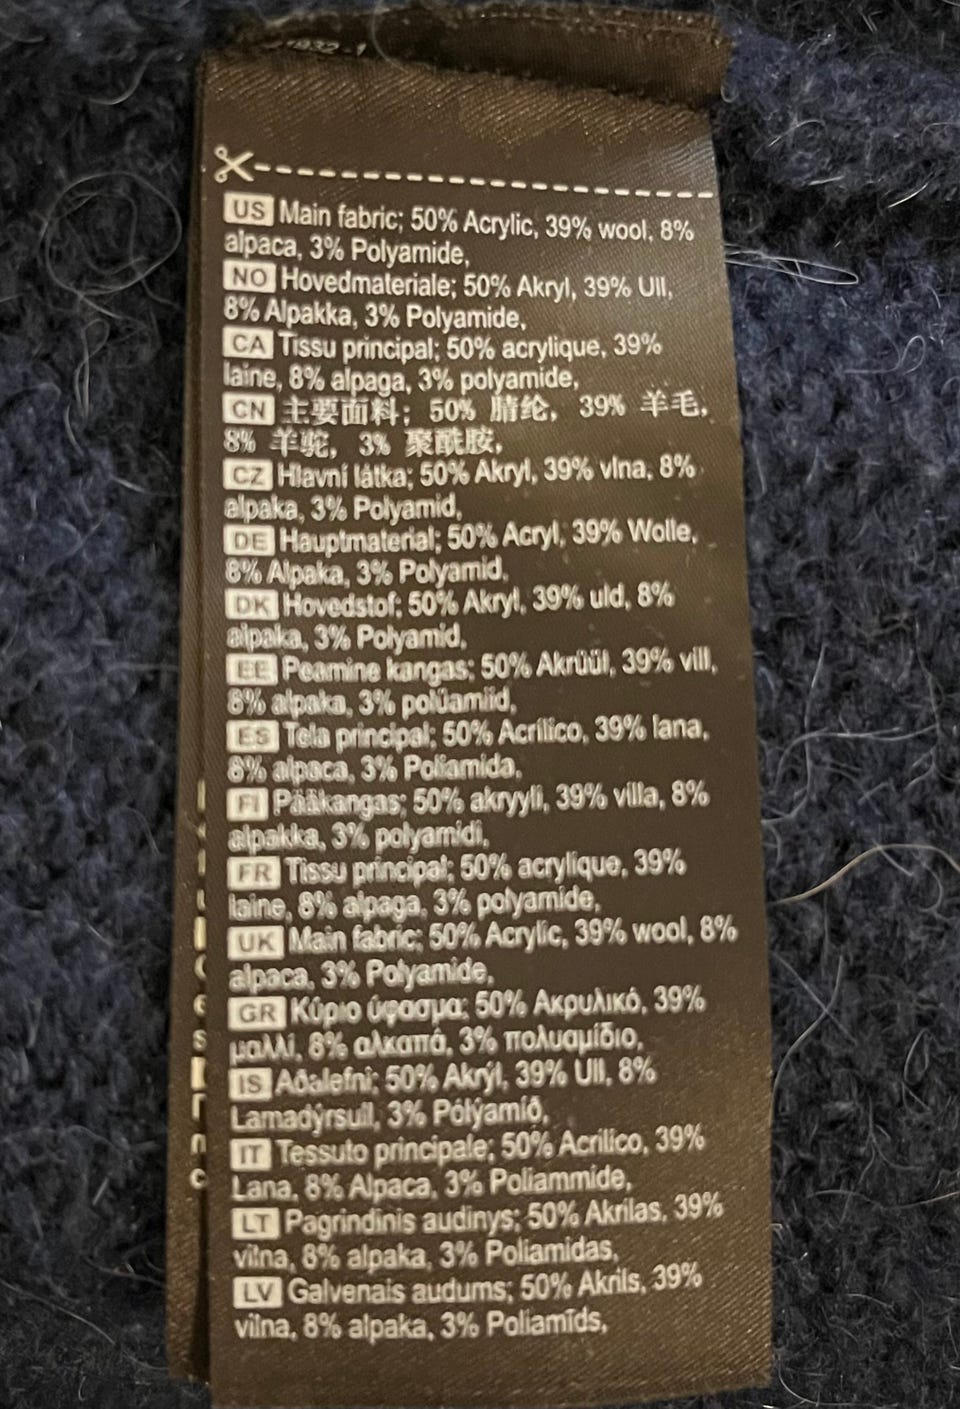 1932-1
US Main fabric; 50% Acrylic, 39% wool, 8%
alpaca, 3% Polyamide,
NO Hovedmateriale; 50% Akryl, 39% Ull,
8% Alpakka, 3% Polyamide,
CA Tissu principal; 50% acrylique, 39%
laine, 8% alpaga, 3% polyamide,
CN 主要面料; 50% 腈纶, 39% 羊毛,
8% 羊驼, 3% 聚酰胺,
CZ Hlavní látka; 50% Akryl, 39% vlna, 8%
alpaka, 3% Polyamid,
DE Hauptmaterial; 50% Acryl, 39% Wolle,
8% Alpaka, 3% Polyamid,
DK Hovedstof; 50% Akryl, 39% uld, 8%
alpaka, 3% Polyamid,
EE Peamine kangas; 50% Akrüül, 39% vill,
8% alpaka, 3% polüamiid,
ES Tela principal; 50% Acrílico, 39% lana,
8% alpaca, 3% Poliamida,
FI Pääkangas; 50% akryyli, 39% villa, 8%
alpakka, 3% polyamidi,
FR Tissu principal; 50% acrylique, 39%
laine, 8% alpaga, 3% polyamide,
UK Main fabric; 50% Acrylic, 39% wool, 8%
alpaca, 3% Polyamide,
GR Κύριο ύφασμα; 50% Ακρυλικό, 39%
μαλλί, 8% αλκαπά, 3% πολυαμίδιο,
IS Aðalefni; 50% Akrýl, 39% Ull, 8%
Lamadýrsull, 3% Pólýamíð,
IT Tessuto principale; 50% Acrilico, 39%
Lana, 8% Alpaca, 3% Poliammide,
LT Pagrindinis audinys; 50% Akrilas, 39%
vilna, 8% alpaka, 3% Poliamidas,
LV Galvenais audums; 50% Akrils, 39%
vilna, 8% alpaka, 3% Poliamīds,